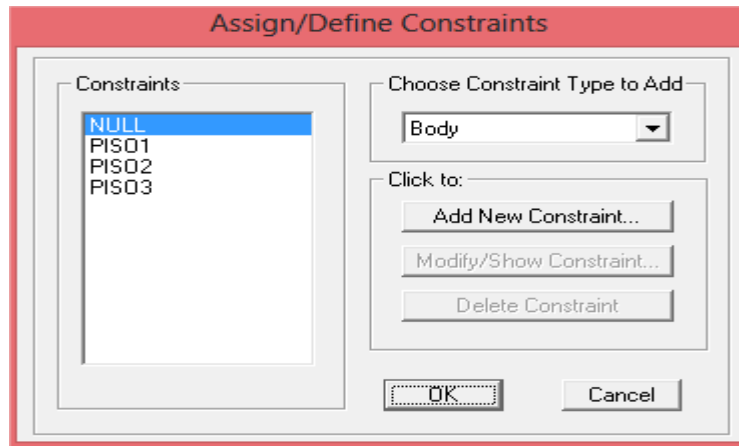 Assign/Define Constraints
Constraints
NULL
PISO1
PISO2
PISO3
Choose Constraint Type to Add
Body
Click to:
Add New Constraint...
Modify/Show Constraint...
Delete Constraint
OK
Cancel